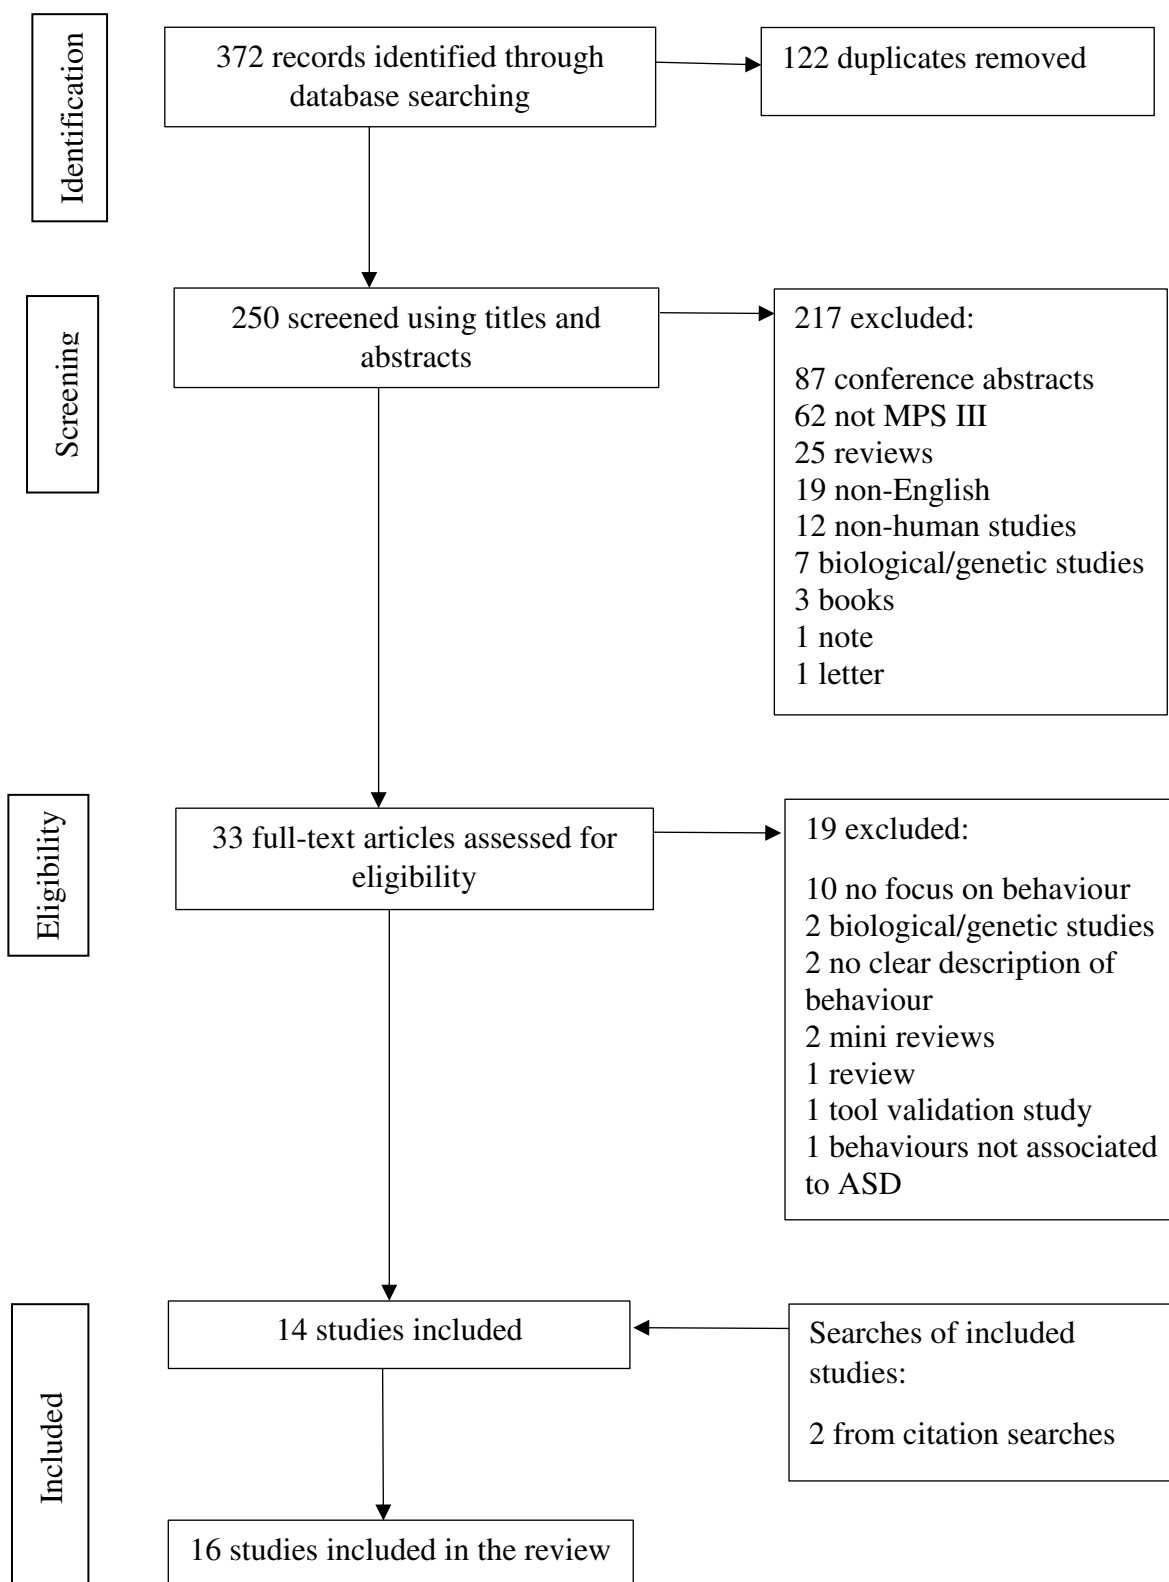 Identification
372 records identified through
database searching
122 duplicates removed
Screening
250 screened using titles and
abstracts
217 excluded:
87 conference abstracts
62 not MPS III
25 reviews
19 non-English
12 non-human studies
7 biological/genetic studies
3 books
1 note
1 letter
Eligibility
33 full-text articles assessed for
eligibility
19 excluded:
10 no focus on behaviour
2 biological/genetic studies
2 no clear description of
behaviour
2 mini reviews
1 review
1 tool validation study
1 behaviours not associated
to ASD
Included
14 studies included
Searches of included
studies:
2 from citation searches
16 studies included in the review